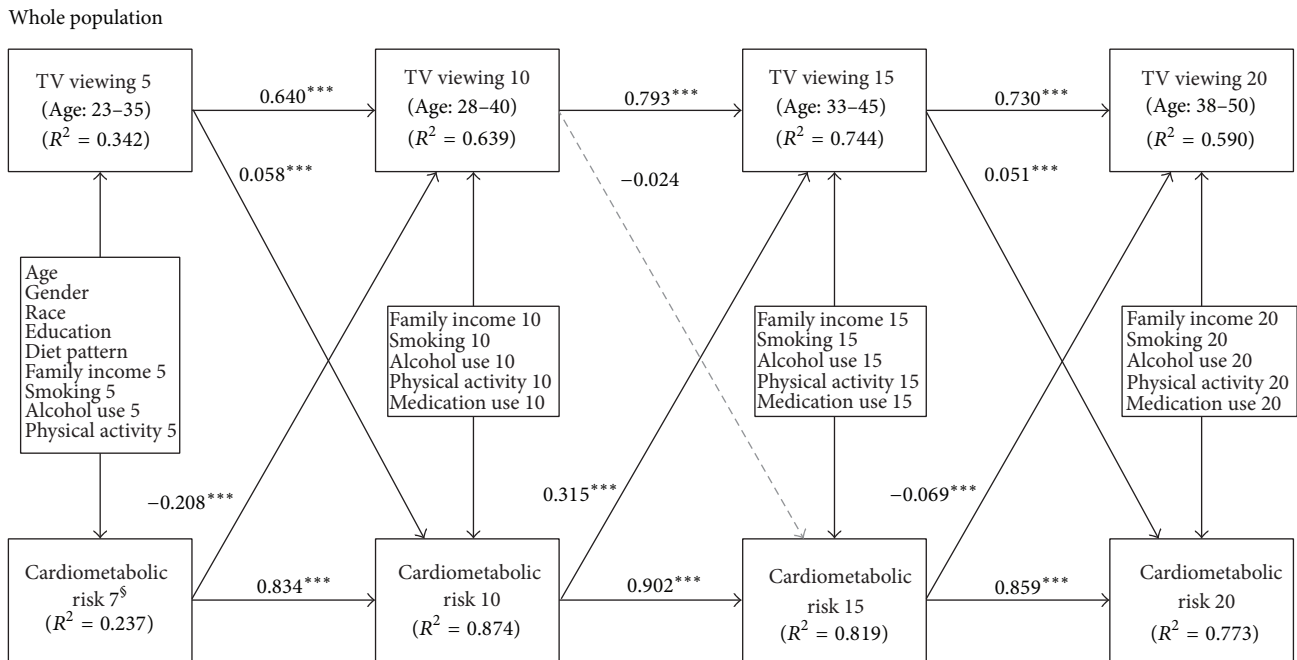 Whole population
TV viewing 5
(Age: 23–35)
(R² = 0.342)
0.640***
TV viewing 10
(Age: 28–40)
(R² = 0.639)
0.793***
TV viewing 15
(Age: 33–45)
(R² = 0.744)
0.730***
TV viewing 20
(Age: 38–50)
(R² = 0.590)
0.058***
−0.024
0.051***
Age
Gender
Race
Education
Diet pattern
Family income 5
Smoking 5
Alcohol use 5
Physical activity 5
Family income 10
Smoking 10
Alcohol use 10
Physical activity 10
Medication use 10
Family income 15
Smoking 15
Alcohol use 15
Physical activity 15
Medication use 15
Family income 20
Smoking 20
Alcohol use 20
Physical activity 20
Medication use 20
−0.208***
0.315***
−0.069***
Cardiometabolic
risk 7§
(R² = 0.237)
0.834***
Cardiometabolic
risk 10
(R² = 0.874)
0.902***
Cardiometabolic
risk 15
(R² = 0.819)
0.859***
Cardiometabolic
risk 20
(R² = 0.773)